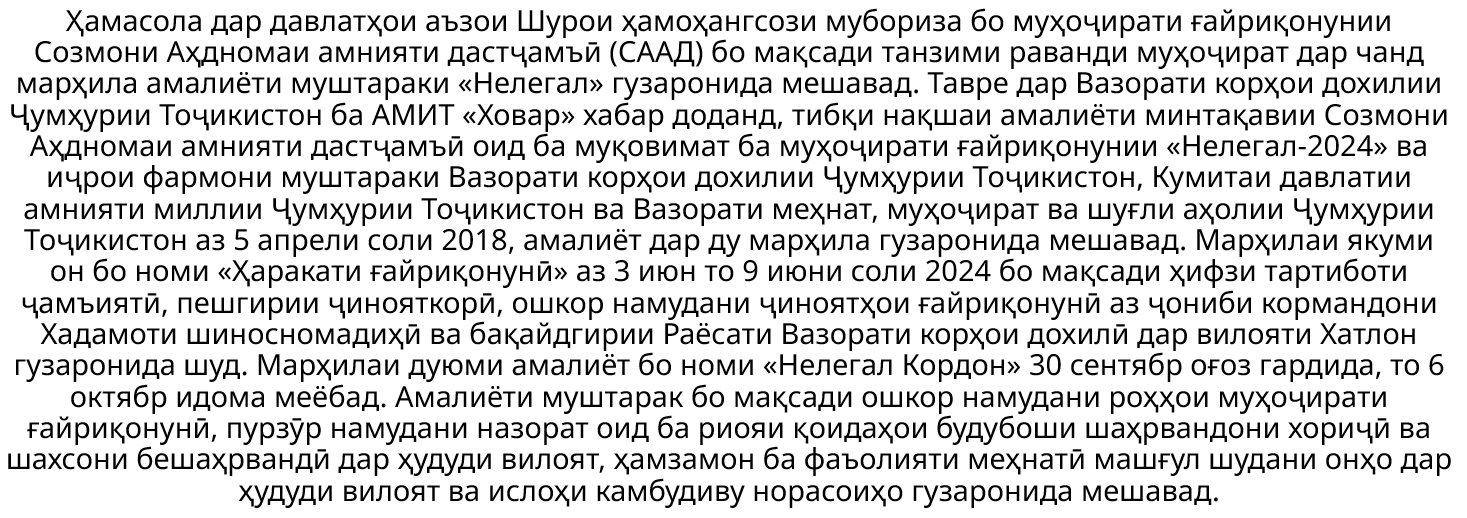 Ҳамасола дар давлатҳои аъзои Шурои ҳамоҳангсози мубориза бо муҳоҷирати ғайриқонунии
Созмони Аҳдномаи амнияти дастҷамъӣ (СААД) бо мақсади танзими раванди муҳоҷират дар чанд
марҳила амалиёти муштараки «Нелегал» гузаронида мешавад. Тавре дар Вазорати корҳои дохилии
Ҷумҳурии Тоҷикистон ба АМИТ «Ховар» хабар доданд, тибқи нақшаи амалиёти минтақавии Созмони
Аҳдномаи амнияти дастҷамъӣ оид ба муқовимат ба муҳоҷирати ғайриқонунии «Нелегал-2024» ва
иҷрои фармони муштараки Вазорати корҳои дохилии Ҷумҳурии Тоҷикистон, Кумитаи давлатии
амнияти миллии Ҷумҳурии Тоҷикистон ва Вазорати меҳнат, муҳоҷират ва шуғли аҳолии Ҷумҳурии
Тоҷикистон аз 5 апрели соли 2018, амалиёт дар ду марҳила гузаронида мешавад. Марҳилаи якуми
он бо номи «Ҳаракати ғайриқонунӣ» аз 3 июн то 9 июни соли 2024 бо мақсади ҳифзи тартиботи
ҷамъиятӣ, пешгирии ҷинояткорӣ, ошкор намудани ҷиноятҳои ғайриқонунӣ аз ҷониби кормандони
Хадамоти шиносномадиҳӣ ва бақайдгирии Раёсати Вазорати корҳои дохилӣ дар вилояти Хатлон
гузаронида шуд. Марҳилаи дуюми амалиёт бо номи «Нелегал Кордон» 30 сентябр оғоз гардида, то 6
октябр идома меёбад. Амалиёти муштарак бо мақсади ошкор намудани роҳҳои муҳоҷирати
ғайриқонунӣ, пурзӯр намудани назорат оид ба риояи қоидаҳои будубоши шаҳрвандони хориҷӣ ва
шахсони бешаҳрвандӣ дар ҳудуди вилоят, ҳамзамон ба фаъолияти меҳнатӣ машғул шудани онҳо дар
ҳудуди вилоят ва ислоҳи камбудиву норасоиҳо гузаронида мешавад.